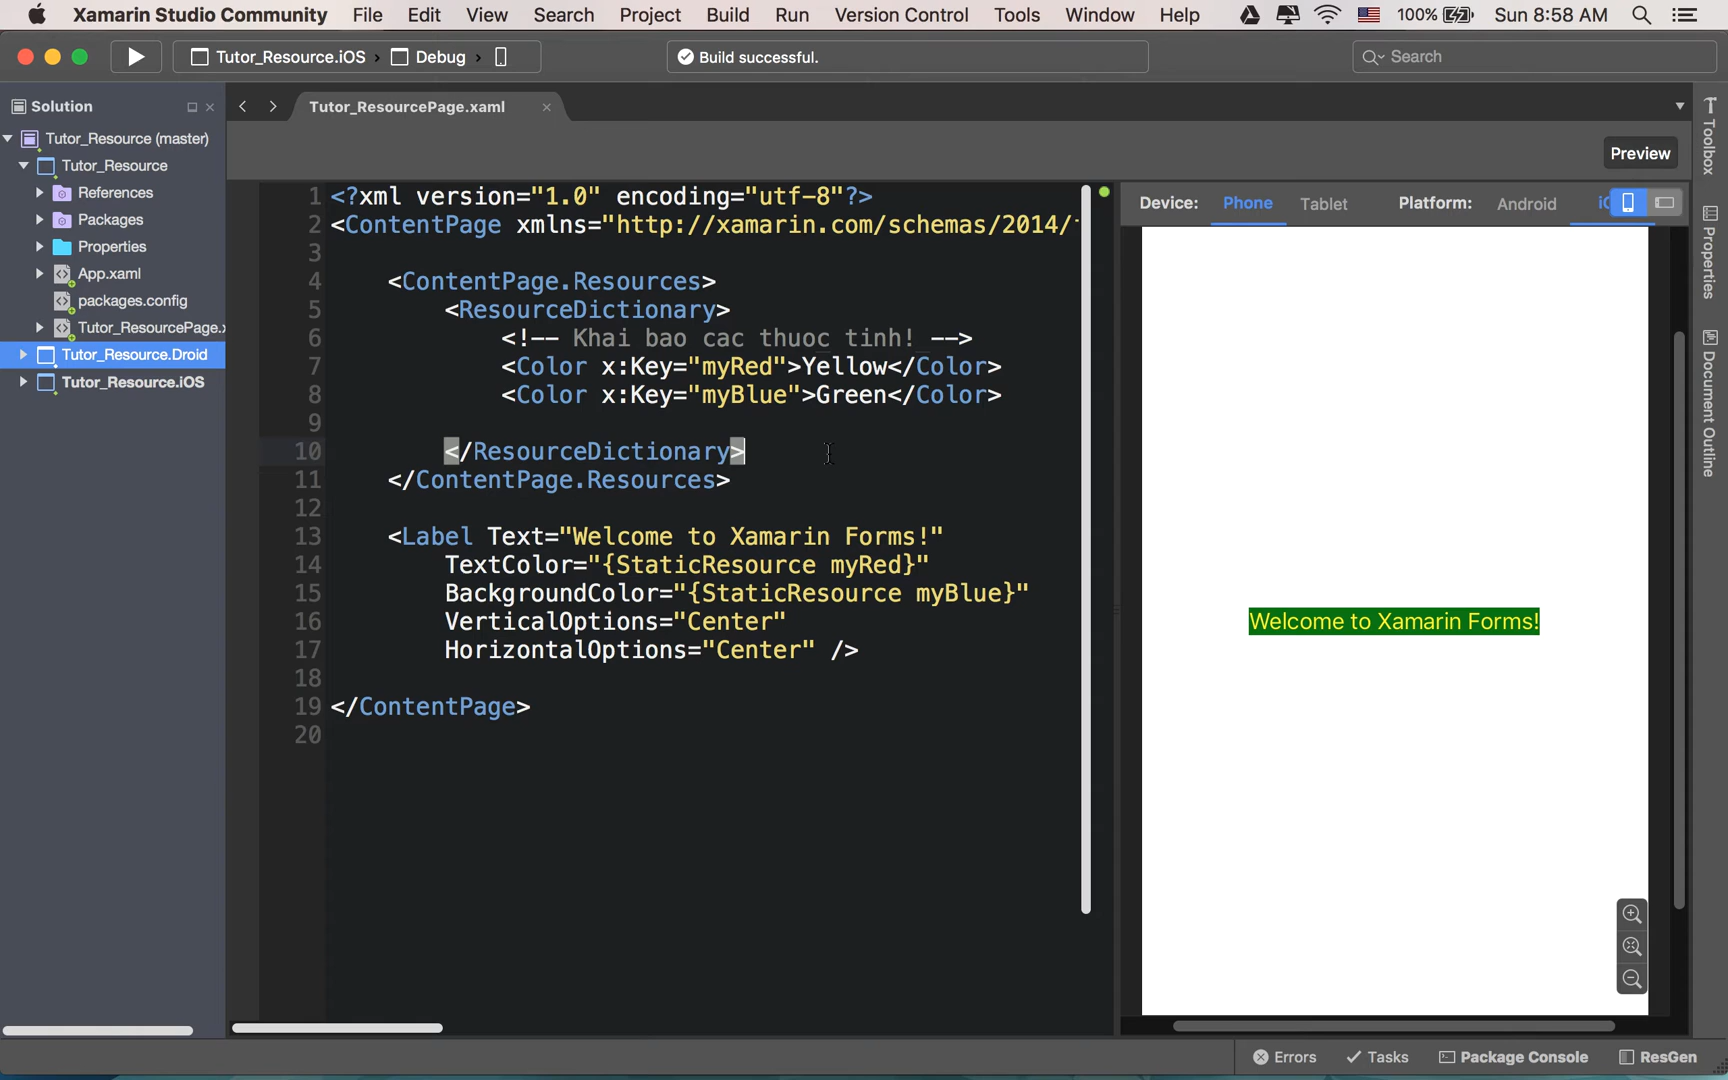 Xamarin Studio Community File Edit View Search Project Build Run Version Control Tools Window Help 100% Sun 8:58 AM
Tutor_Resource.iOS › Debug › Build successful. Search
Solution Tutor_ResourcePage.xaml
Tutor_Resource (master)
Tutor_Resource
References
Packages
Properties
App.xaml
packages.config
Tutor_ResourcePage.x
Tutor_Resource.Droid
Tutor_Resource.iOS
Preview
1 <?xml version="1.0" encoding="utf-8"?>
2 <ContentPage xmlns="http://xamarin.com/schemas/2014/
3
4 <ContentPage.Resources>
5 <ResourceDictionary>
6 <!-- Khai bao cac thuoc tinh! -->
7 <Color x:Key="myRed">Yellow</Color>
8 <Color x:Key="myBlue">Green</Color>
9
10 </ResourceDictionary>
11 </ContentPage.Resources>
12
13 <Label Text="Welcome to Xamarin Forms!"
14 TextColor="{StaticResource myRed}"
15 BackgroundColor="{StaticResource myBlue}"
16 VerticalOptions="Center"
17 HorizontalOptions="Center" />
18
19 </ContentPage>
20
Device: Phone Tablet Platform: Android
Welcome to Xamarin Forms!
Toolbox
Properties
Document Outline
Errors Tasks Package Console ResGen